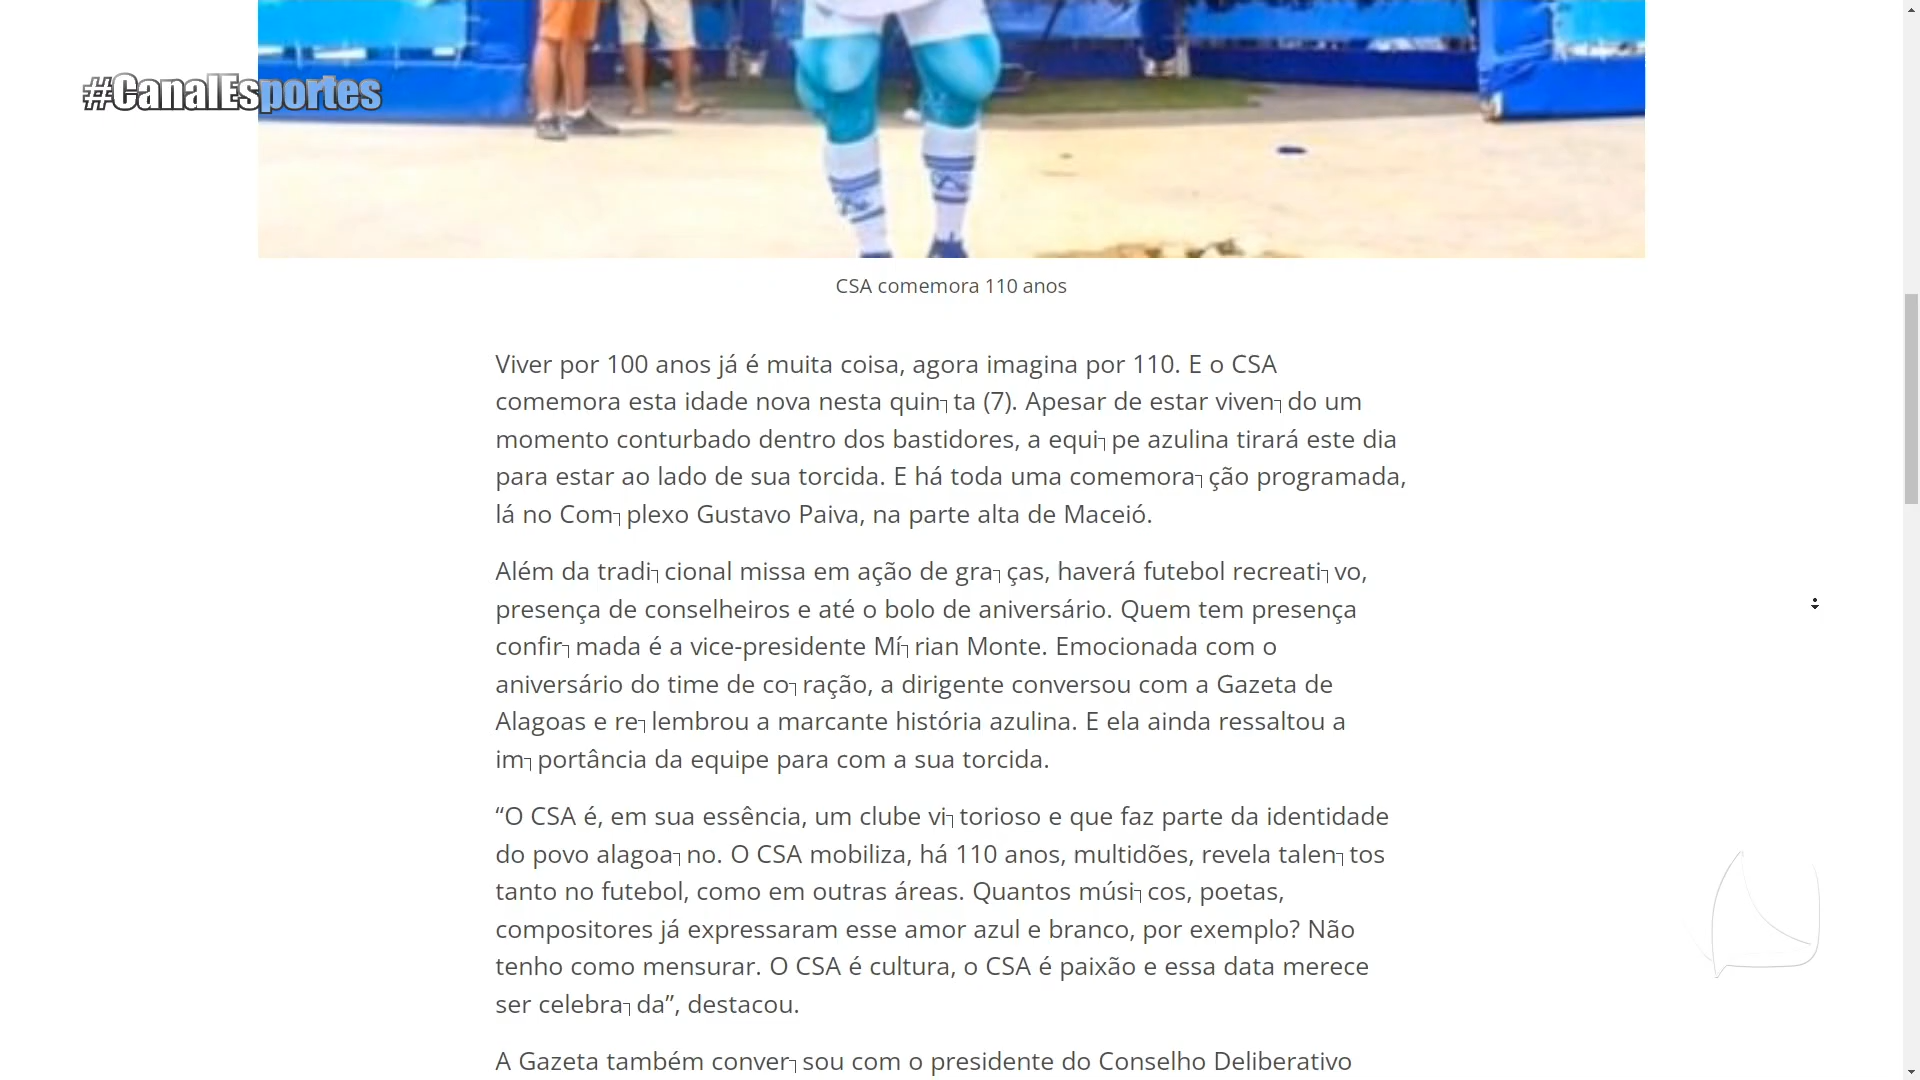 #CanalEsportes
CSA comemora 110 anos
Viver por 100 anos já é muita coisa, agora imagina por 110. E o CSA
comemora esta idade nova nesta quin¬ta (7). Apesar de estar viven¬do um
momento conturbado dentro dos bastidores, a equi¬pe azulina tirará este dia
para estar ao lado de sua torcida. E há toda uma comemora¬ção programada,
lá no Com¬plexo Gustavo Paiva, na parte alta de Maceió.
Além da tradi¬cional missa em ação de gra¬ças, haverá futebol recreati¬vo,
presença de conselheiros e até o bolo de aniversário. Quem tem presença
confir¬mada é a vice-presidente Mí¬rian Monte. Emocionada com o
aniversário do time de co¬ração, a dirigente conversou com a Gazeta de
Alagoas e re¬lembrou a marcante história azulina. E ela ainda ressaltou a
im¬portância da equipe para com a sua torcida.
“O CSA é, em sua essência, um clube vi¬torioso e que faz parte da identidade
do povo alagoa¬no. O CSA mobiliza, há 110 anos, multidões, revela talen¬tos
tanto no futebol, como em outras áreas. Quantos músi¬cos, poetas,
compositores já expressaram esse amor azul e branco, por exemplo? Não
tenho como mensurar. O CSA é cultura, o CSA é paixão e essa data merece
ser celebra¬da”, destacou.
A Gazeta também conver¬sou com o presidente do Conselho Deliberativo